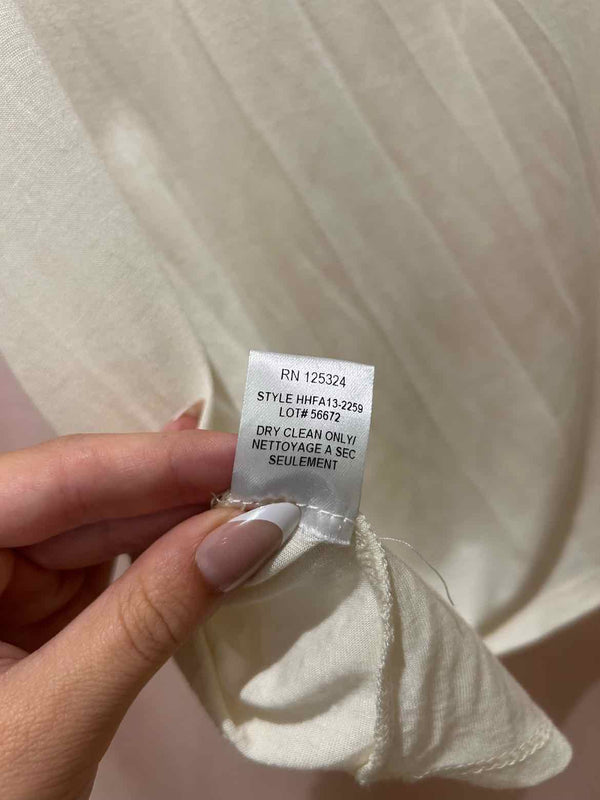 RN 125324
STYLE HHFA13-2259
LOT# 56672
DRY CLEAN ONLY/
NETTOYAGE A SEC
SEULEMENT